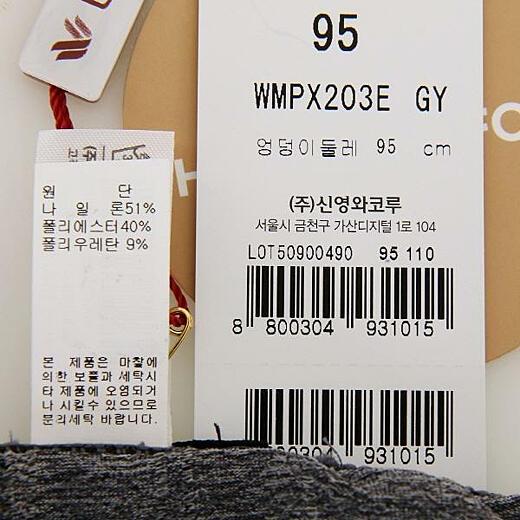 95
WMPX203E GY
엉덩이둘레 95 cm
(주)신영와코루
서울시 금천구 가산디지털 1로 104
LOT50900490 95 110
8 800304 931015
800304 931015
원 단
나 일 론51%
폴리에스터40%
폴리우레탄 9%
본 제품은 마찰에
의한 보풀과 세탁시
타 제품에 오염되거
나 시킬수 있으므로
분리세탁 바랍니다.